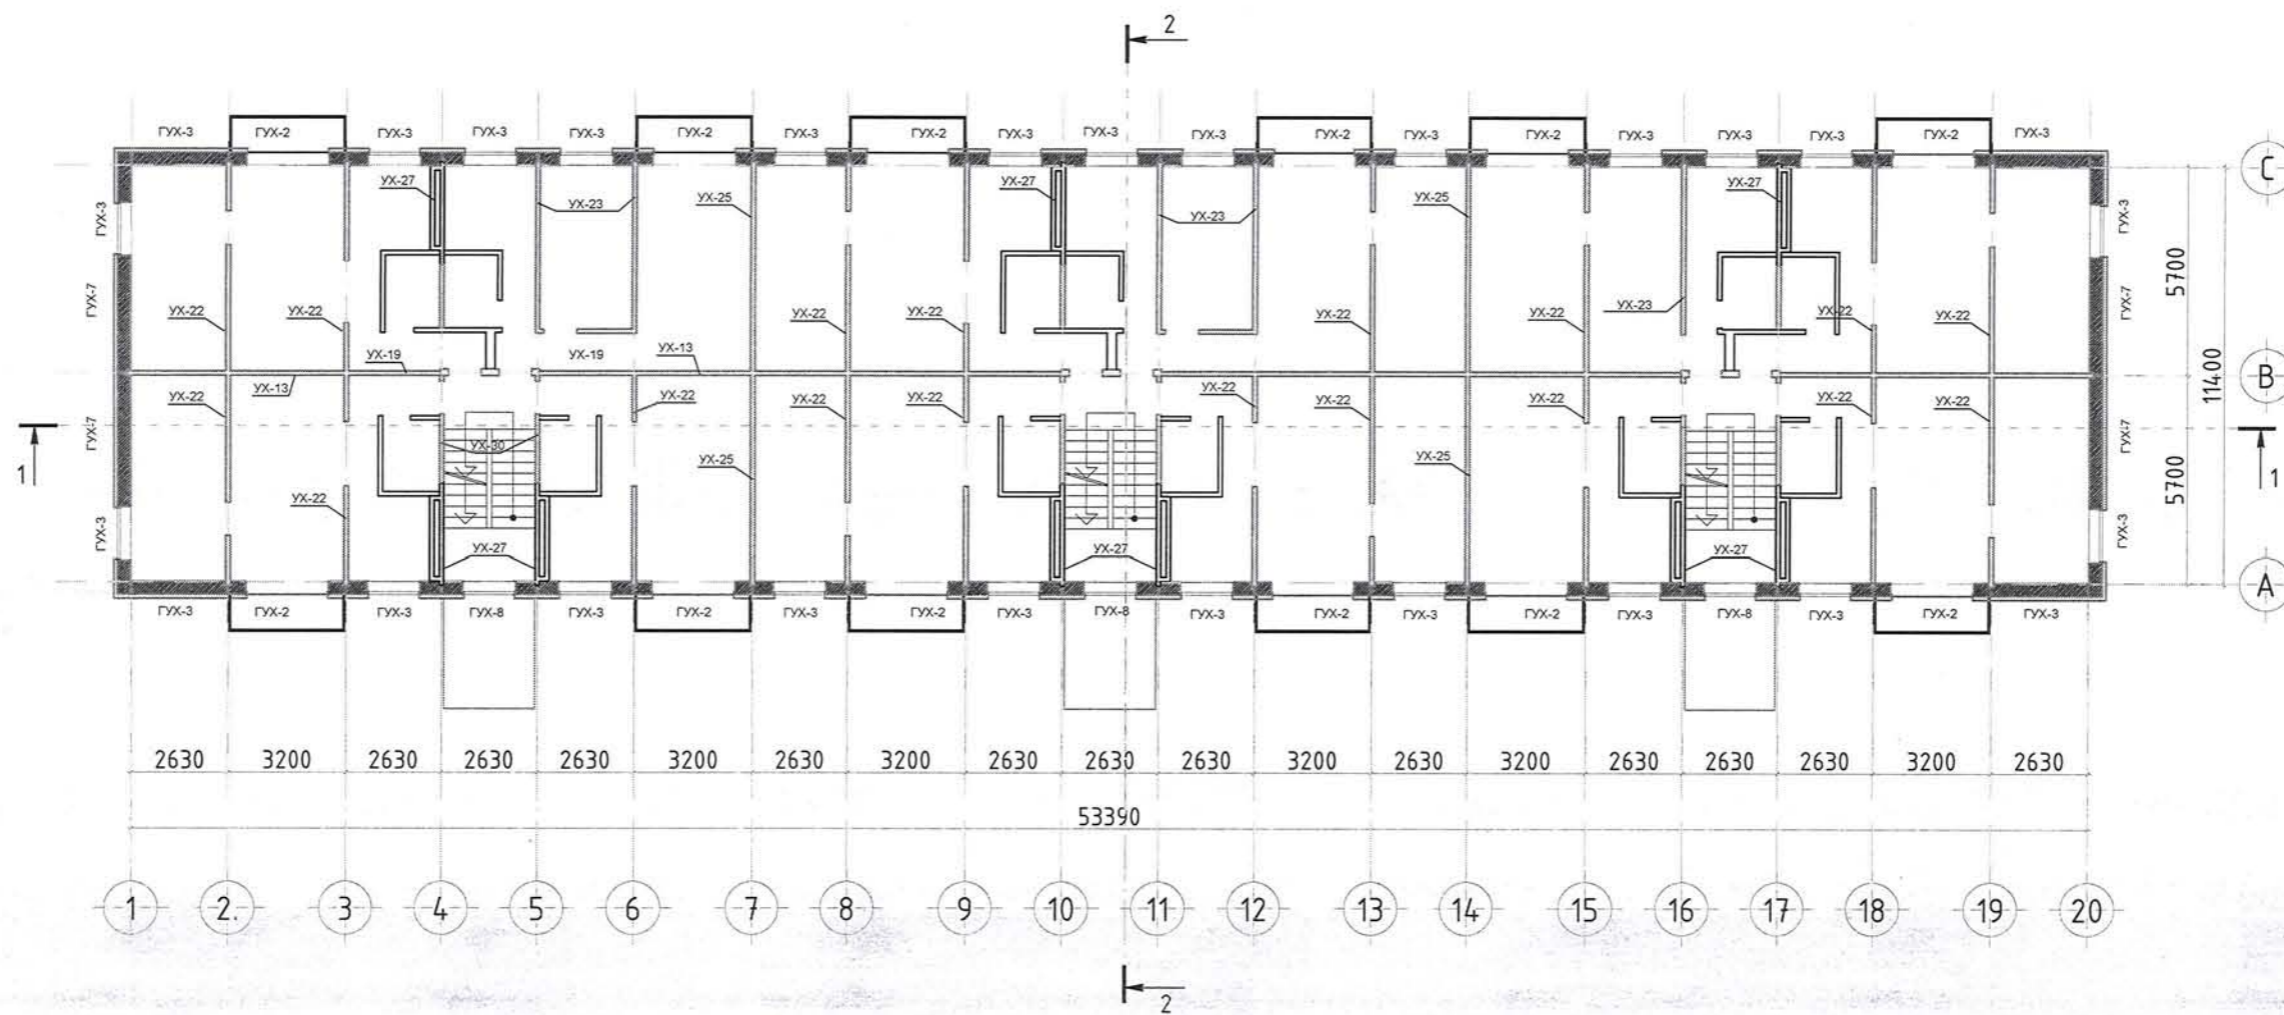 2
ГУХ-3 ГУХ-2 ГУХ-3 ГУХ-3 ГУХ-3 ГУХ-2 ГУХ-3 ГУХ-2 ГУХ-3 ГУХ-3 ГУХ-3 ГУХ-2 ГУХ-3 ГУХ-2 ГУХ-3 ГУХ-3 ГУХ-3 ГУХ-2 ГУХ-3
C
УХ-27 УХ-27 УХ-27
УХ-23 УХ-25 УХ-23 УХ-25
ГУХ-3 ГУХ-3
5700
ГУХ-7 ГУХ-7
УХ-22 УХ-22 УХ-22 УХ-22 УХ-22 УХ-22 УХ-23 УХ-22 УХ-22
УХ-19 УХ-19 УХ-13
11400
B
УХ-13
УХ-22 УХ-22 УХ-22 УХ-22 УХ-22 УХ-22 УХ-22 УХ-22 УХ-22
ГУХ-7 ГУХ-7
УХ-30
1 1
УХ-25 УХ-25
5700
УХ-22
ГУХ-3 ГУХ-3
УХ-27 УХ-27 УХ-27
A
ГУХ-3 ГУХ-2 ГУХ-3 ГУХ-8 ГУХ-3 ГУХ-2 ГУХ-3 ГУХ-2 ГУХ-3 ГУХ-8 ГУХ-3 ГУХ-2 ГУХ-3 ГУХ-2 ГУХ-3 ГУХ-8 ГУХ-3 ГУХ-2 ГУХ-3
2630 3200 2630 2630 2630 3200 2630 3200 2630 2630 2630 3200 2630 3200 2630 2630 2630 3200 2630
53390
1 2 3 4 5 6 7 8 9 10 11 12 13 14 15 16 17 18 19 20
2